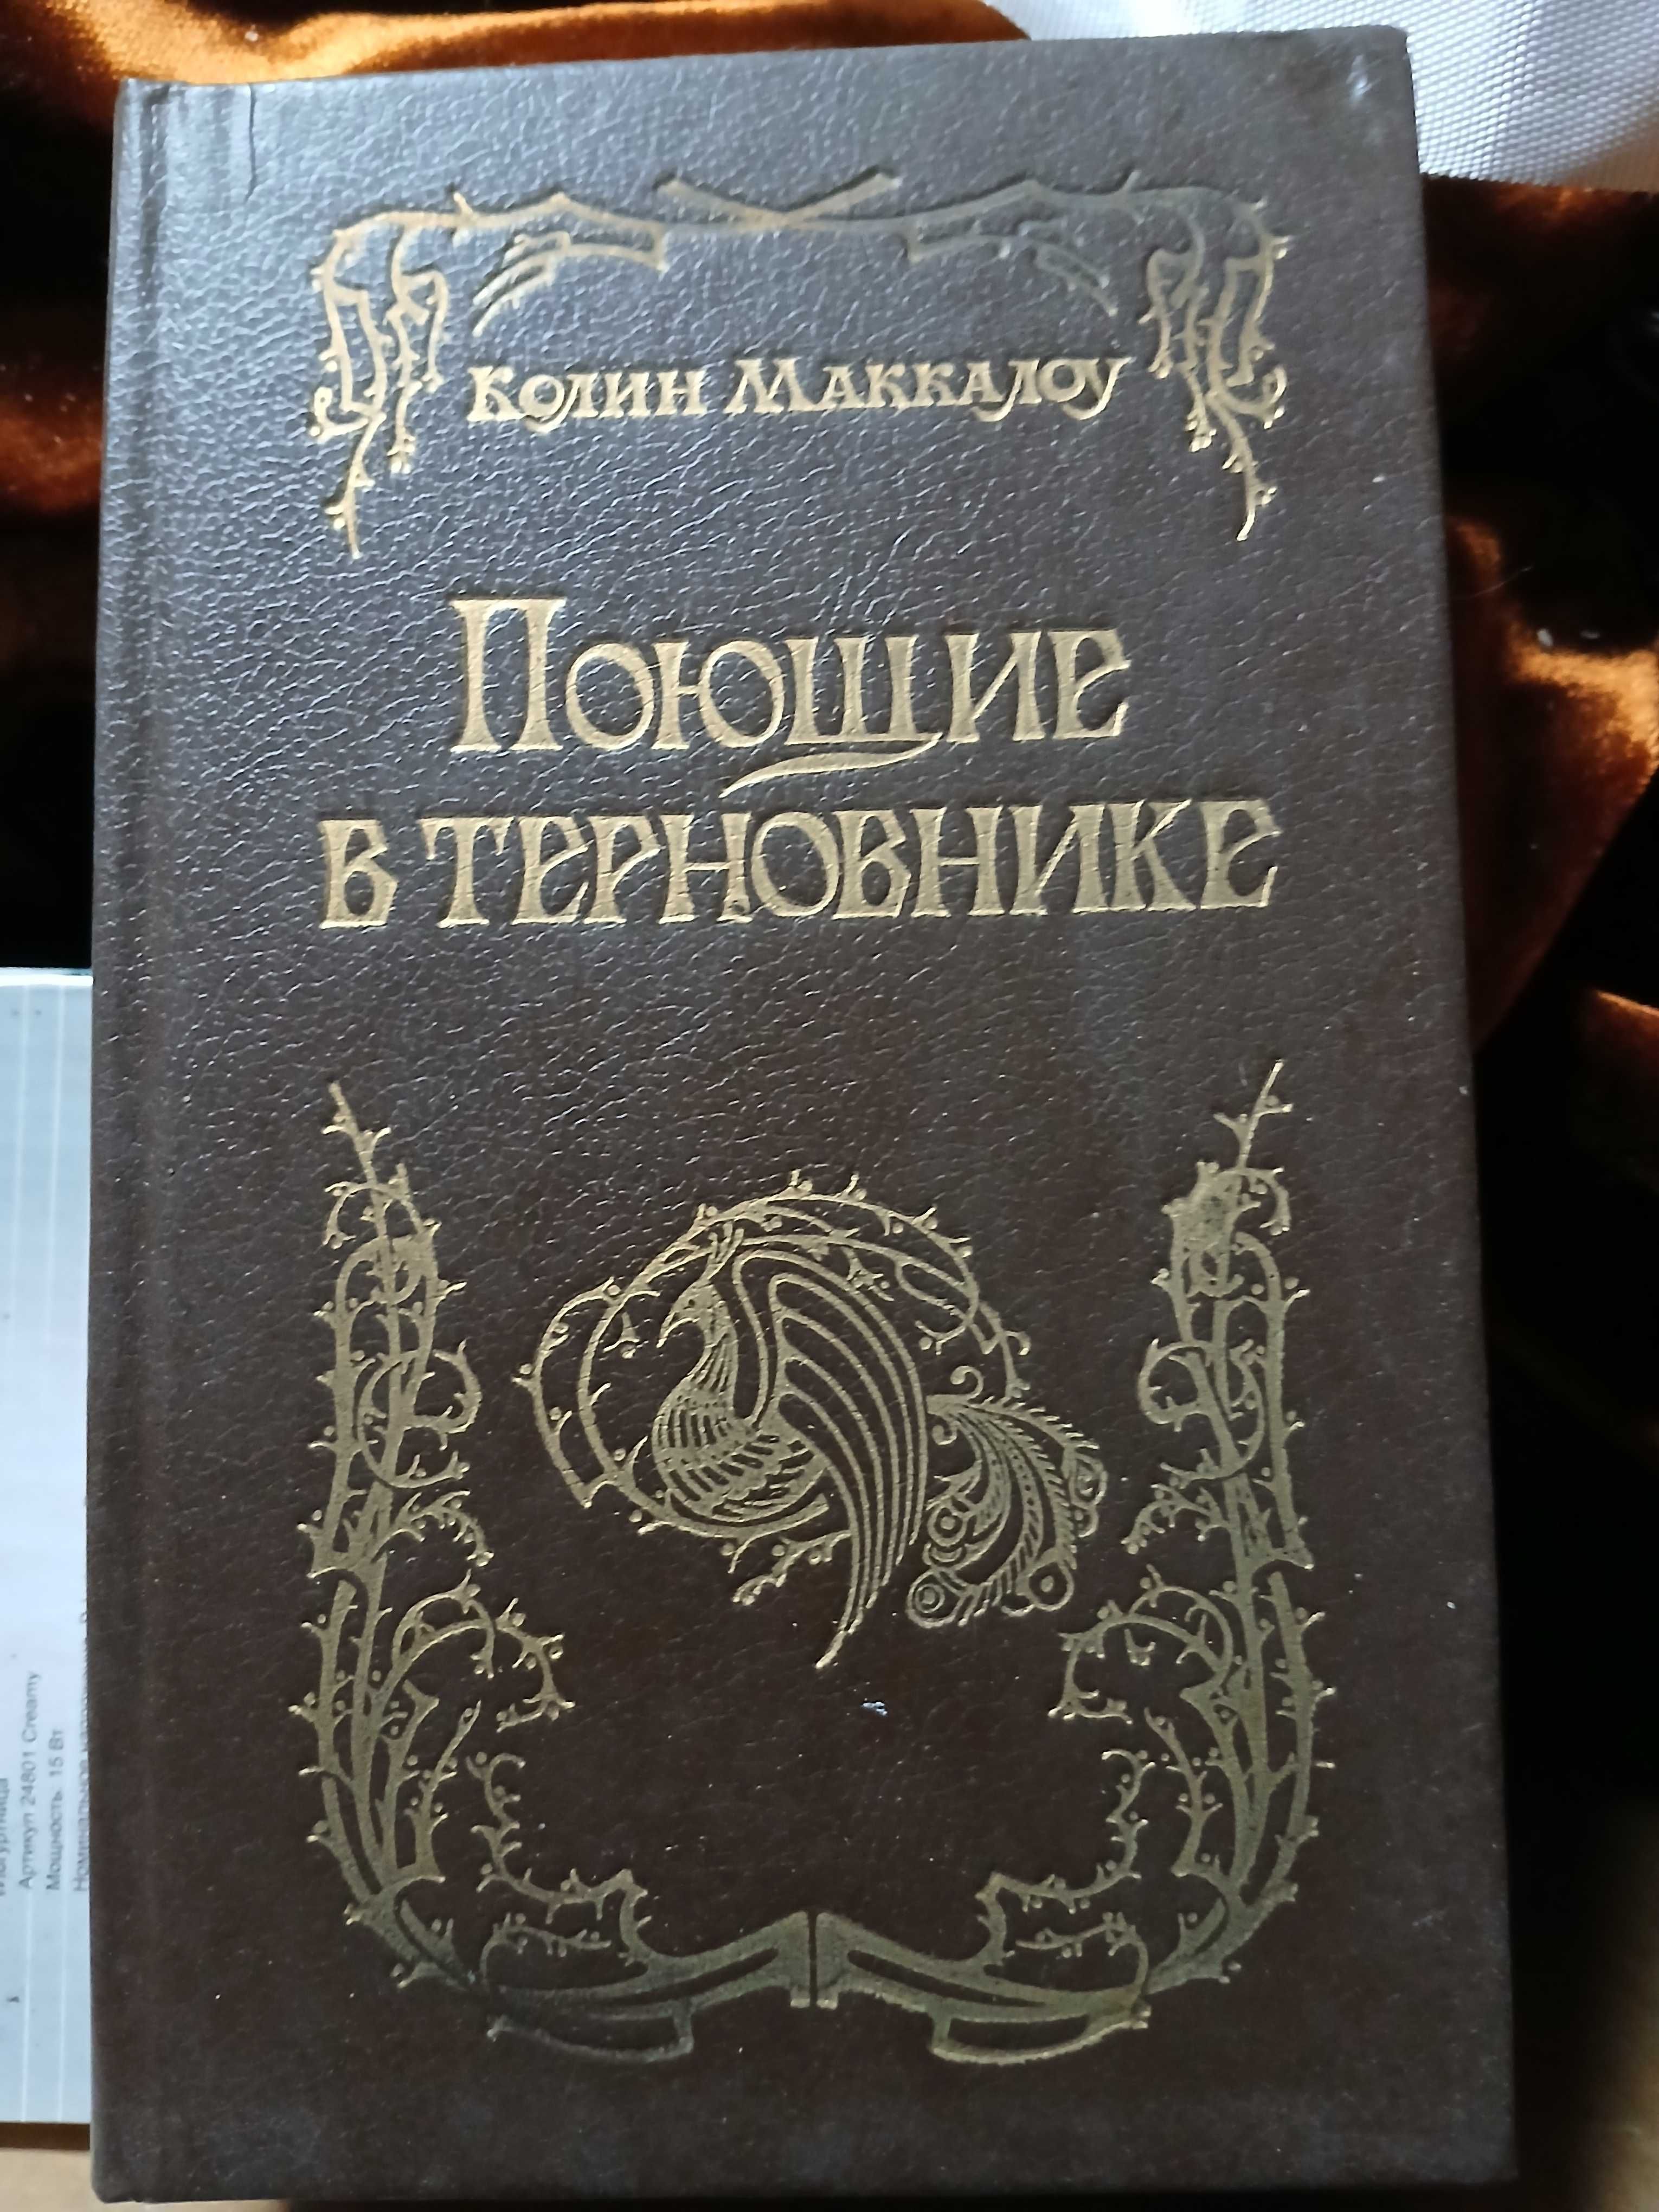 Колин Маккалоу
Поющие
в терновнике
Артикул 24801 Creamy
Мощность: 15 Вт